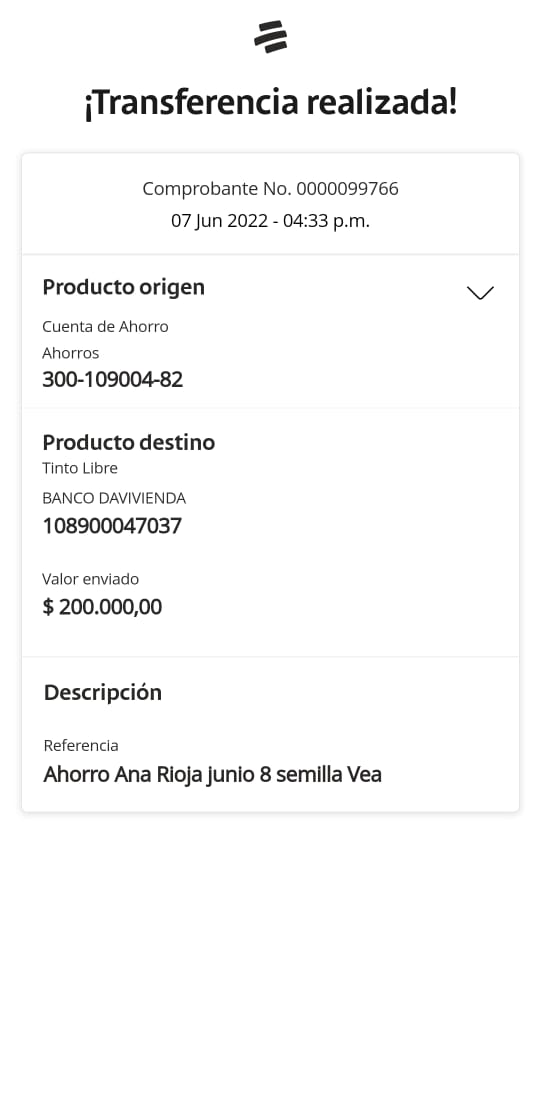 ¡Transferencia realizada!
Comprobante No. 0000099766
07 Jun 2022 - 04:33 p.m.
Producto origen
Cuenta de Ahorro
Ahorros
300-109004-82
Producto destino
Tinto Libre
BANCO DAVIVIENDA
108900047037
Valor enviado
$ 200.000,00
Descripción
Referencia
Ahorro Ana Rioja junio 8 semilla Vea